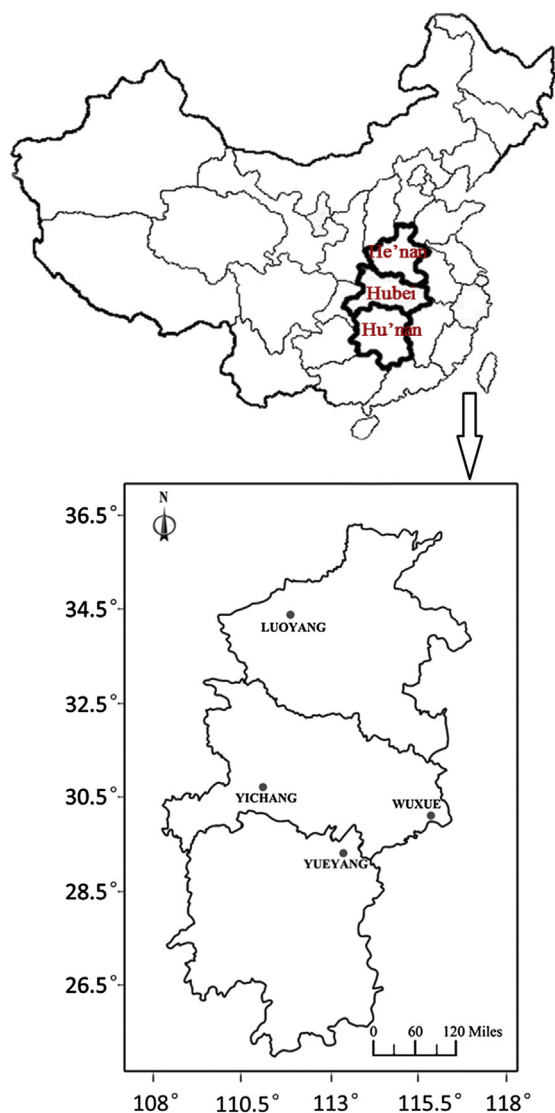 He'nan
Hubei
Hu'nan
N
36.5°
34.5°
LUOYANG
32.5°
30.5°
YICHANG
WUXUE
YUEYANG
28.5°
26.5°
0 60 120 Miles
108° 110.5° 113° 115.5° 118°